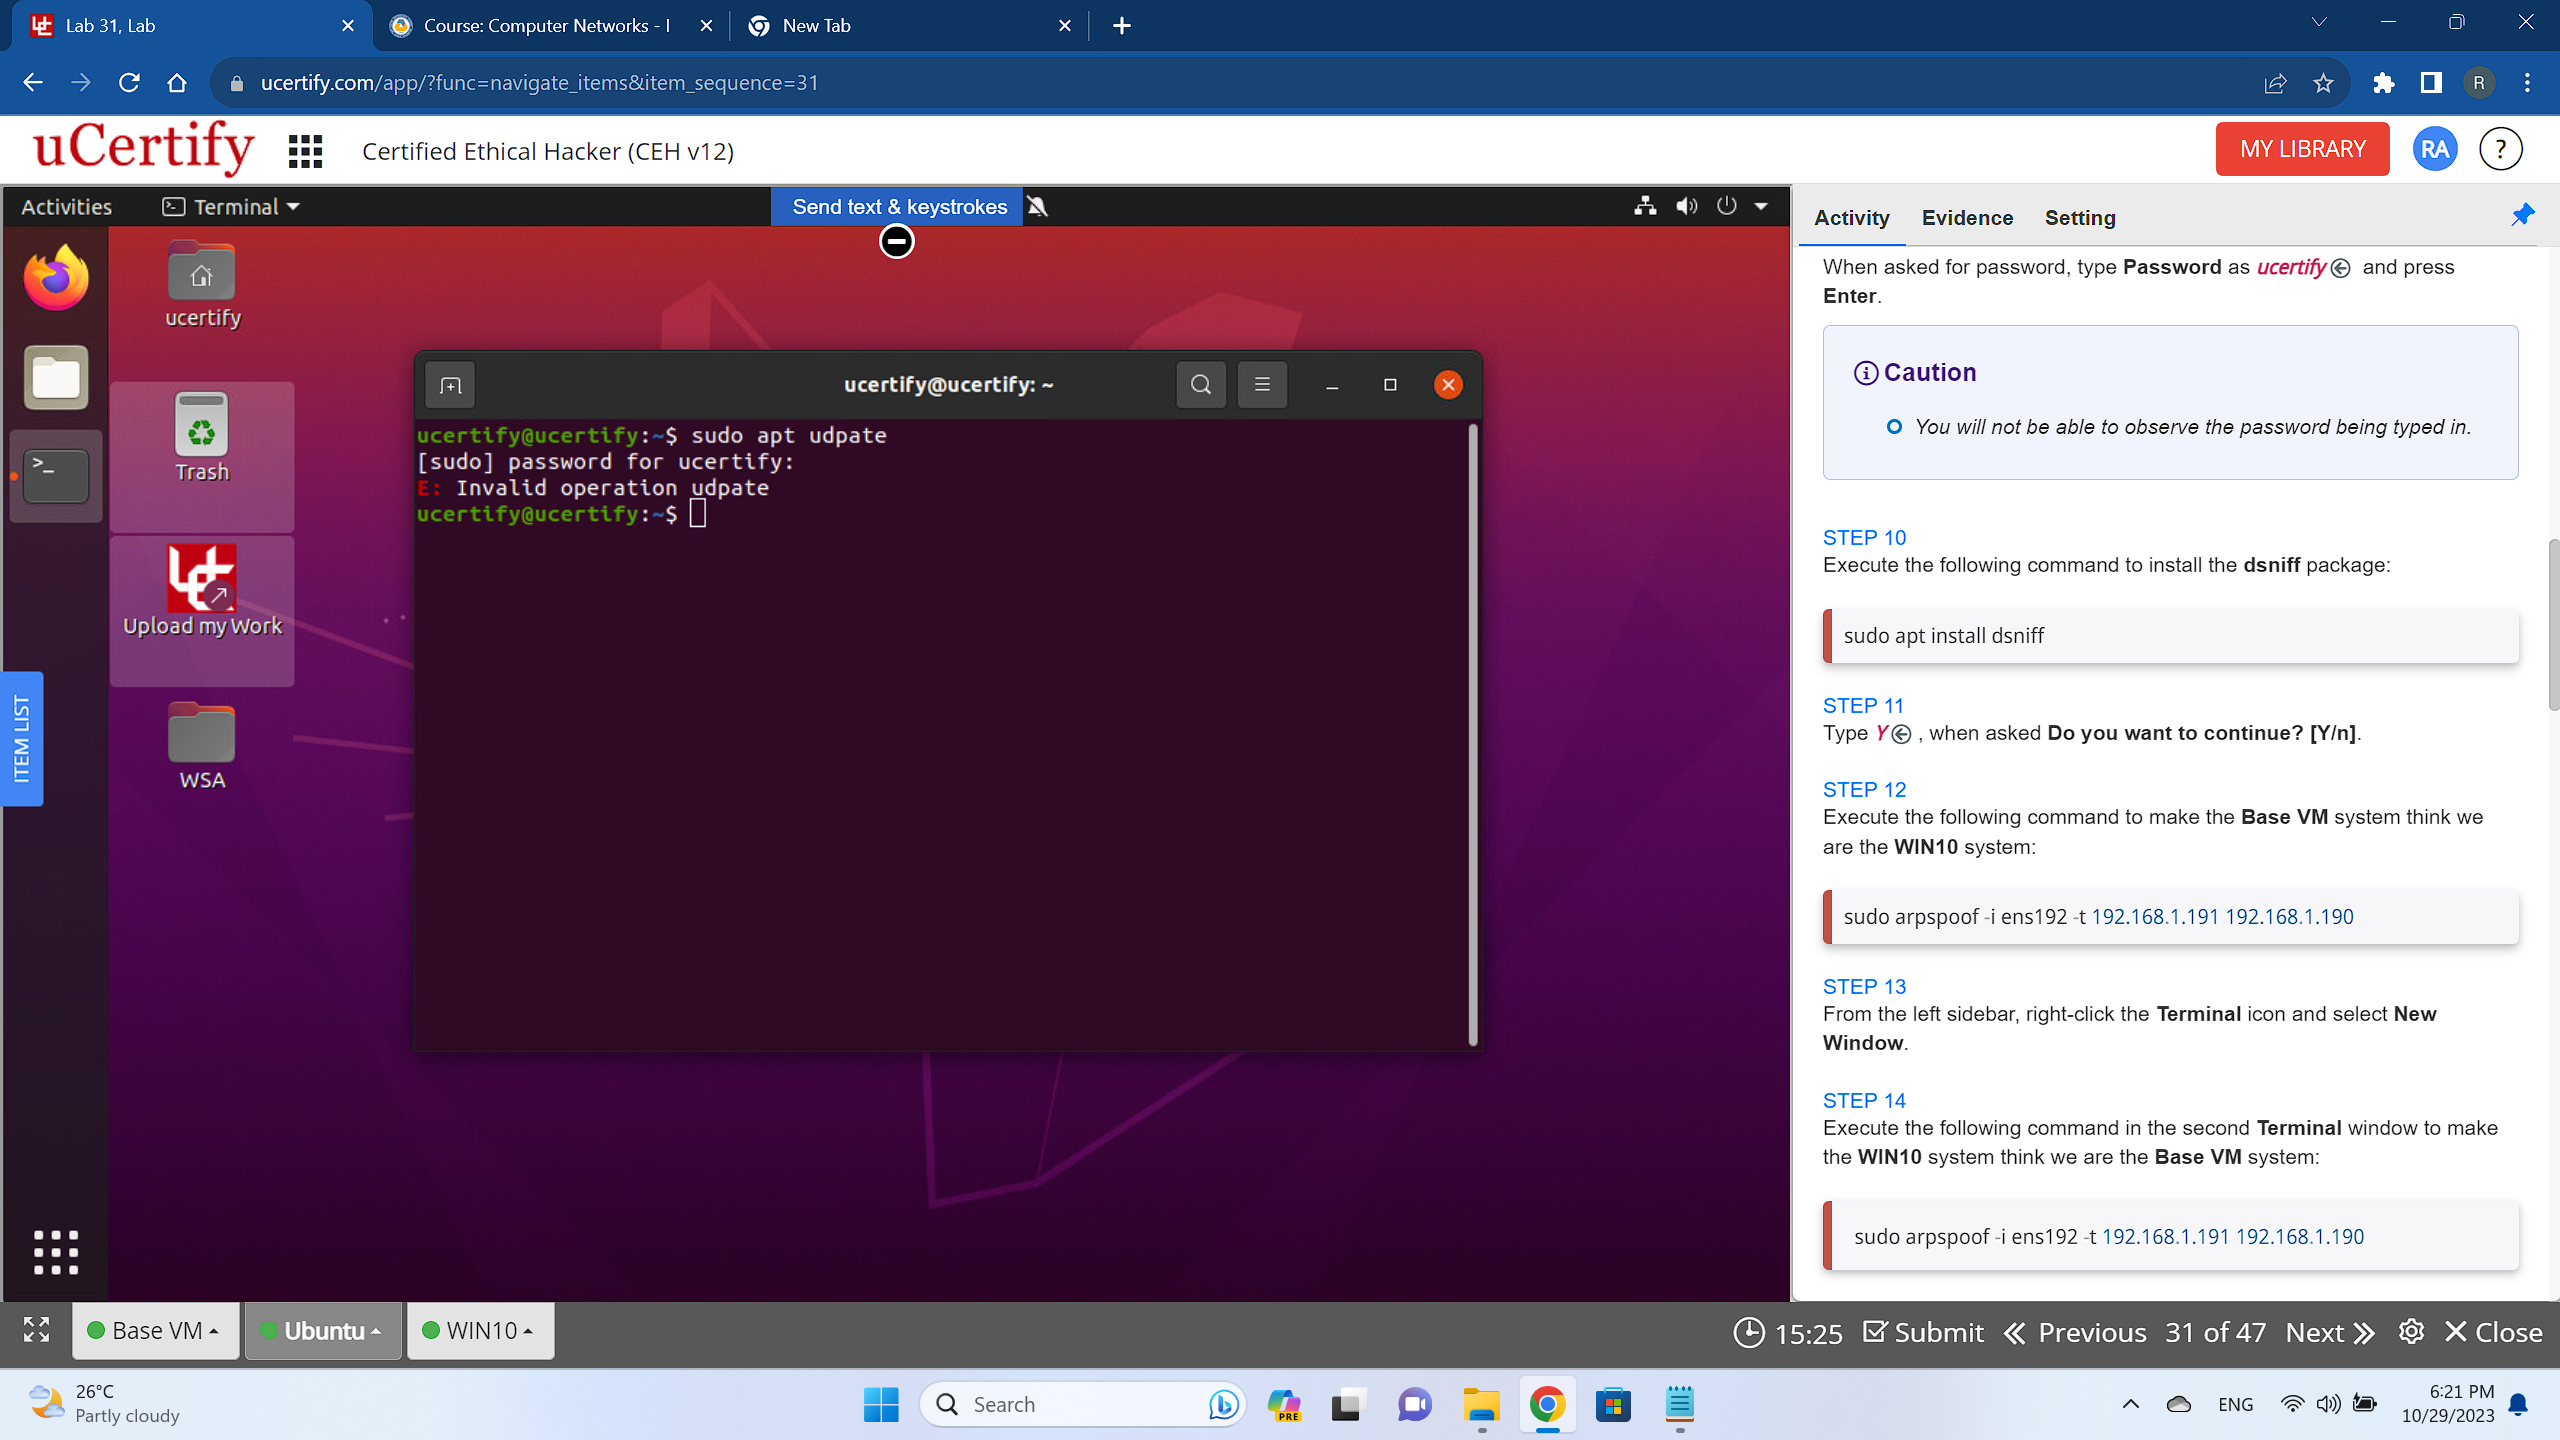 Lab 31, Lab
Course: Computer Networks - I
New Tab
ucertify.com/app/?func=navigate_items&item_sequence=31
R
uCertify
Certified Ethical Hacker (CEH v12)
MY LIBRARY
RA
?
Activities
Terminal
Send text & keystrokes
ucertify
Trash
Upload my Work
WSA
ITEM LIST
ucertify@ucertify: ~
ucertify@ucertify:~$ sudo apt udpate
[sudo] password for ucertify:
E: Invalid operation udpate
ucertify@ucertify:~$
Activity
Evidence
Setting
When asked for password, type Password as ucertify and press
Enter.
Caution
You will not be able to observe the password being typed in.
STEP 10
Execute the following command to install the dsniff package:
sudo apt install dsniff
STEP 11
Type Y , when asked Do you want to continue? [Y/n].
STEP 12
Execute the following command to make the Base VM system think we
are the WIN10 system:
sudo arpspoof -i ens192 -t 192.168.1.191 192.168.1.190
STEP 13
From the left sidebar, right-click the Terminal icon and select New
Window.
STEP 14
Execute the following command in the second Terminal window to make
the WIN10 system think we are the Base VM system:
sudo arpspoof -i ens192 -t 192.168.1.191 192.168.1.190
Base VM
Ubuntu
WIN10
15:25
Submit
Previous
31 of 47
Next
Close
26°C
Partly cloudy
Search
PRE
ENG
6:21 PM
10/29/2023